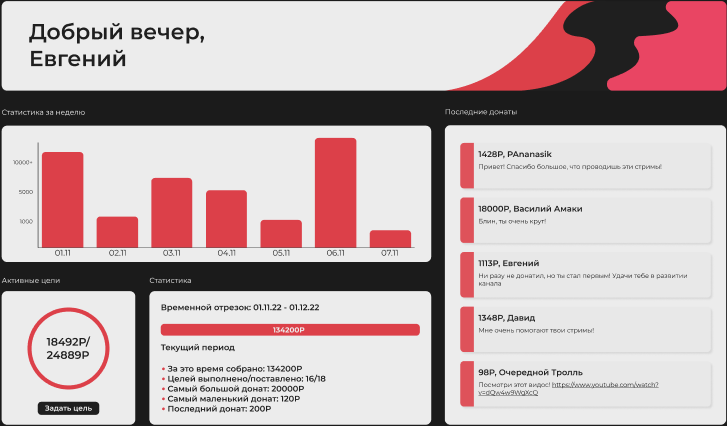 Добрый вечер,
Евгений
Статистика за неделю
10000+
5000
1000
01.11 02.11 03.11 04.11 05.11 06.11 07.11
Последние донаты
1428Р, PAnanasik
Привет! Спасибо большое, что проводишь эти стримы!
18000Р, Василий Амаки
Блин, ты очень крут!
1113Р, Евгений
Ни разу не донатил, но ты стал первым! Удачи тебе в развитии
канала
1348Р, Давид
Мне очень помогают твои стримы!
98Р, Очередной Тролль
Посмотри этот видос! https://www.youtube.com/watch?
v=dQw4w9WgXcQ
Активные цели
18492Р/
24889Р
Задать цель
Статистика
Временной отрезок: 01.11.22 - 01.12.22
134200Р
Текущий период
• За это время собрано: 134200Р
• Целей выполнено/поставлено: 16/18
• Самый большой донат: 20000Р
• Самый маленький донат: 120Р
• Последний донат: 200Р